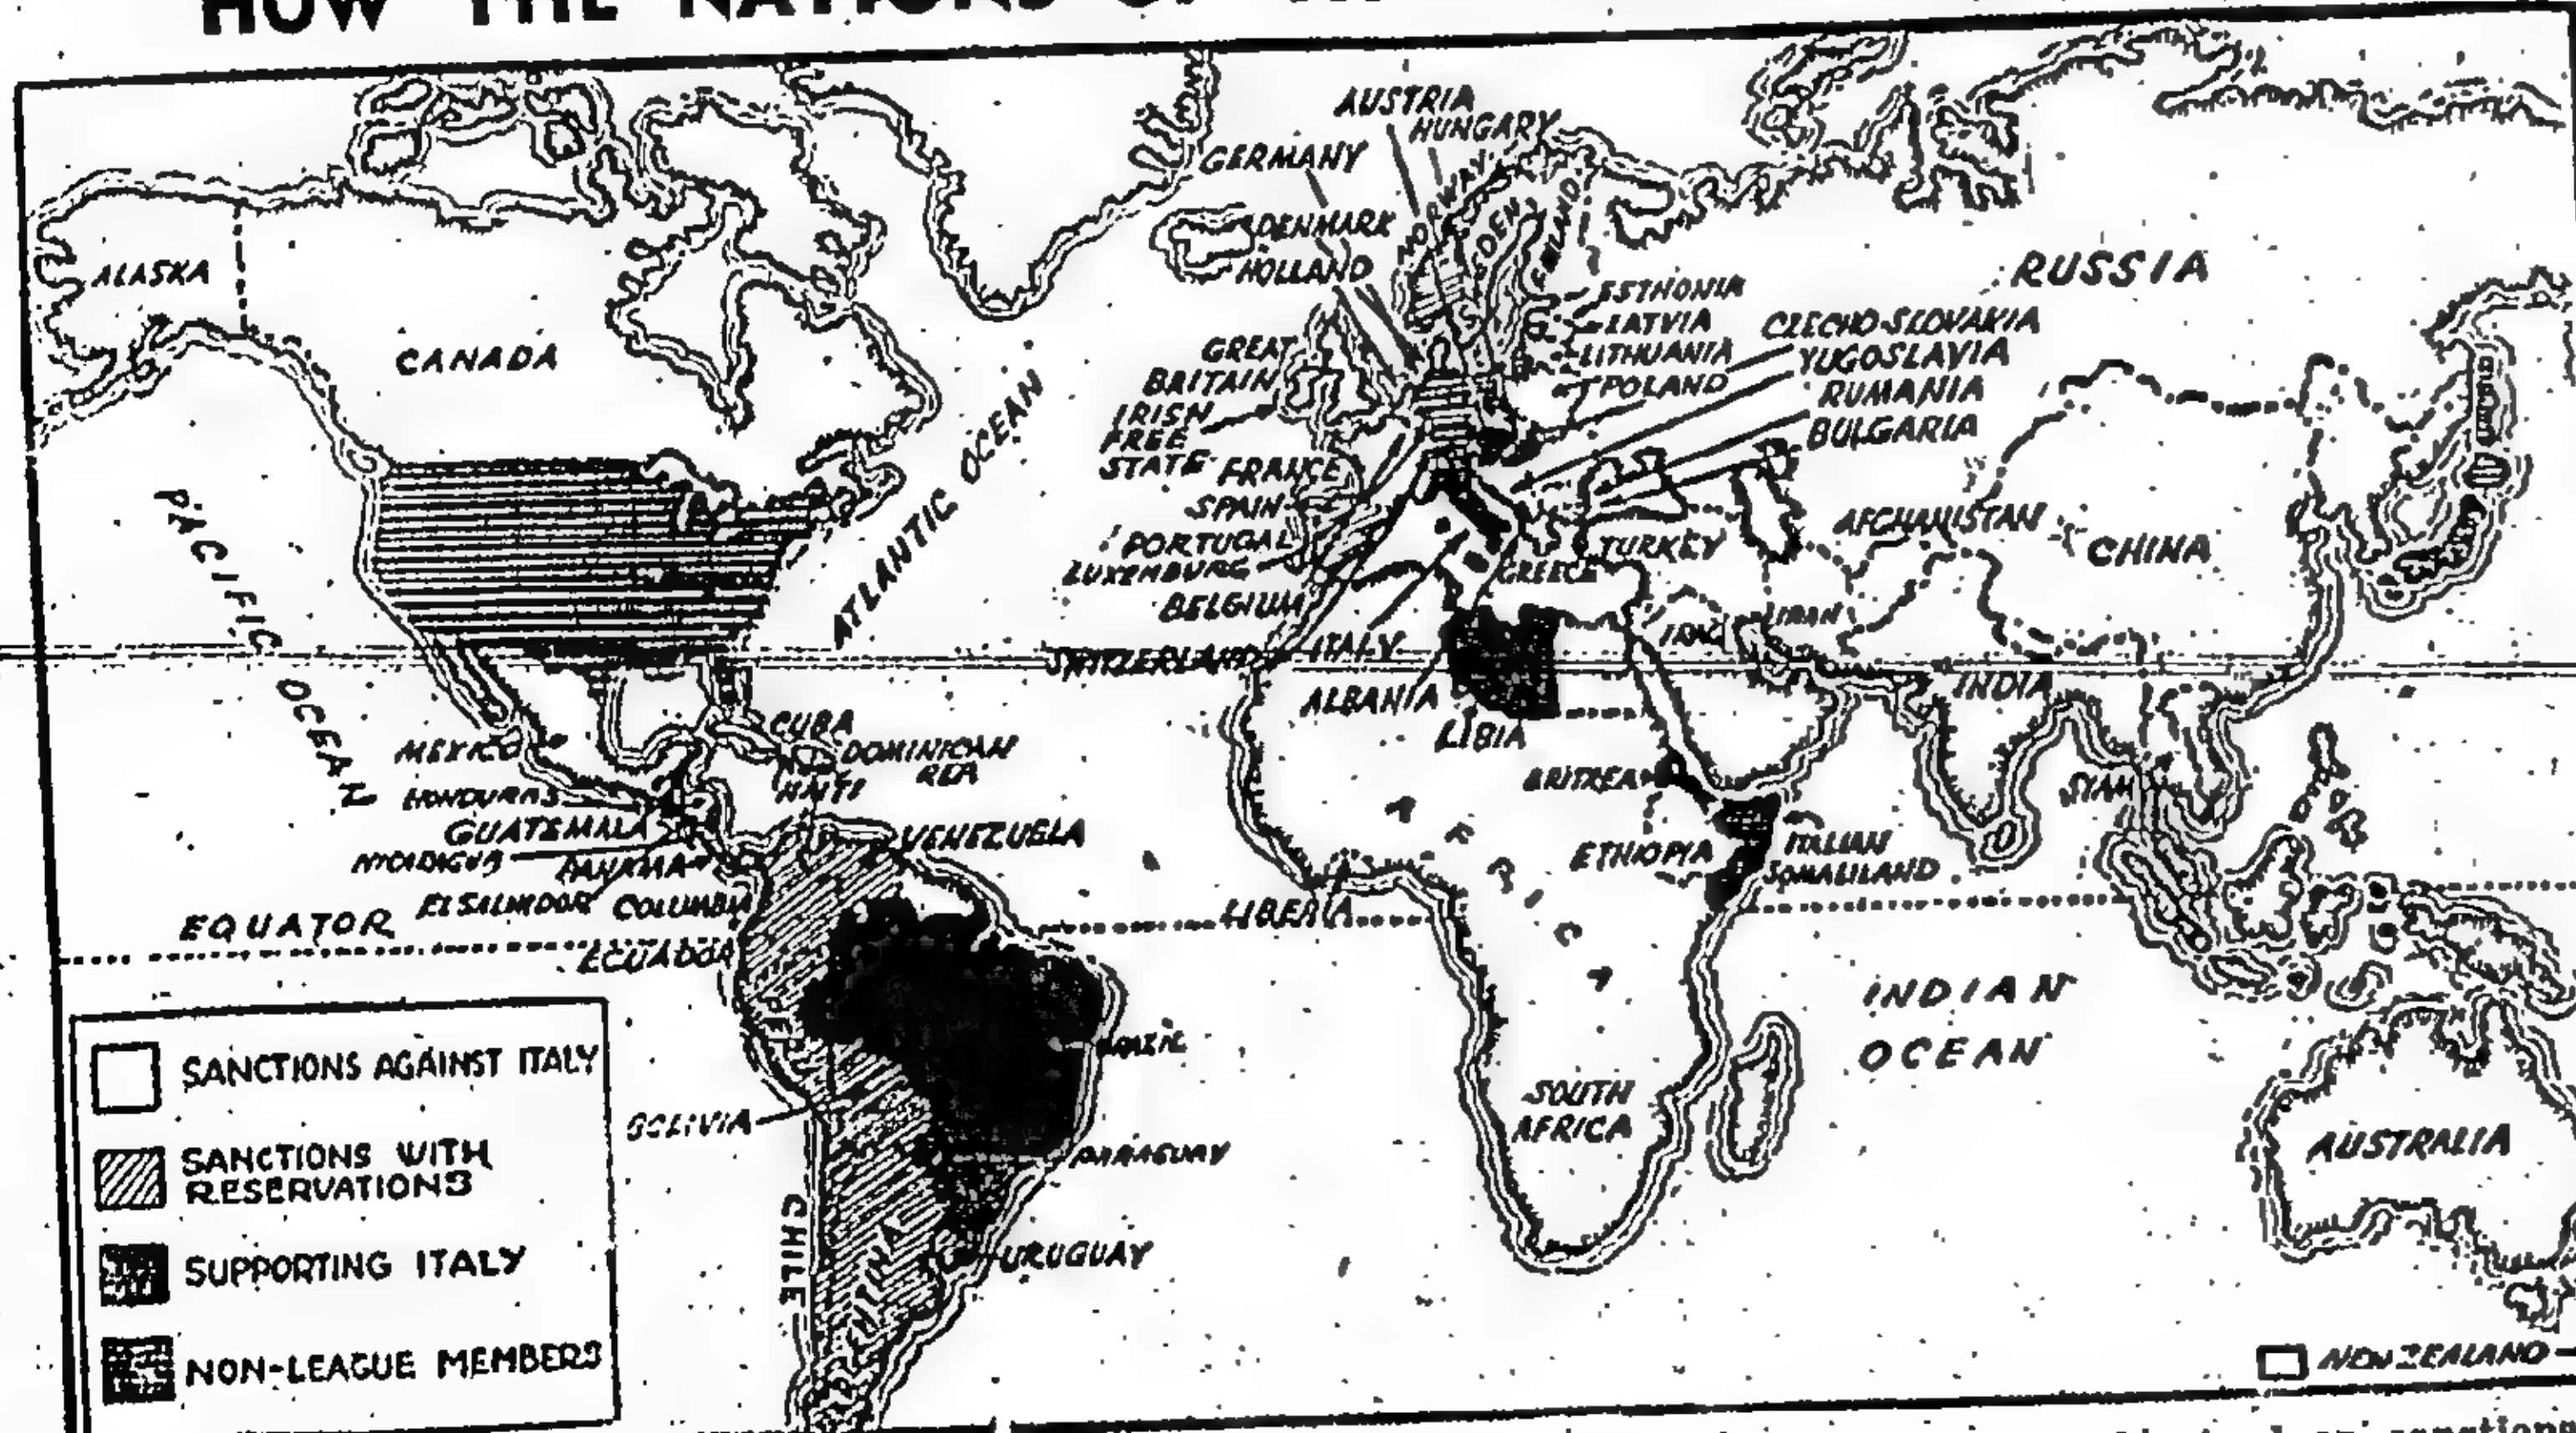 HOW THE NATIONS OF
AUSTRIA
HUNGARY
GERMANY
NORWAY
DENMARK
HOLLAND
RUSSIA
ALASKA
CANADA
ESTHONIA
LATVIA
LITHUANIA
POLAND
CZECHO-SLOVAKIA
YUGOSLAVIA
RUMANIA
BULGARIA
GREAT
BRITAIN
IRISH
FREE
STATE
FRANCE
SPAIN
PORTUGAL
LUXEMBURG
BELGIUM
SWITZERLAND
ITALY
ALBANIA
LIBIA
GREECE
TURKEY
AFGHANISTAN
CHINA
IRAN
INDIA
SIAM
PACIFIC OCEAN
ATLANTIC OCEAN
MEXICO
CUBA
DOMINICAN
HAITI
HONDURAS
GUATEMALA
PANAMA
EL SALVADOR
COLUMBIA
VENEZUELA
ERITREA
ETHIOPIA
ITALIAN
SOMALILAND
AFRICA
LIBERIA
EQUATOR
ECUADOR
PERU
BRAZIL
BOLIVIA
PARAGUAY
CHILE
URUGUAY
SOUTH
AFRICA
INDIAN
OCEAN
AUSTRALIA
NEW ZEALAND
SANCTIONS AGAINST ITALY
SANCTIONS WITH
RESERVATIONS
SUPPORTING ITALY
NON-LEAGUE MEMBERS
sanctions